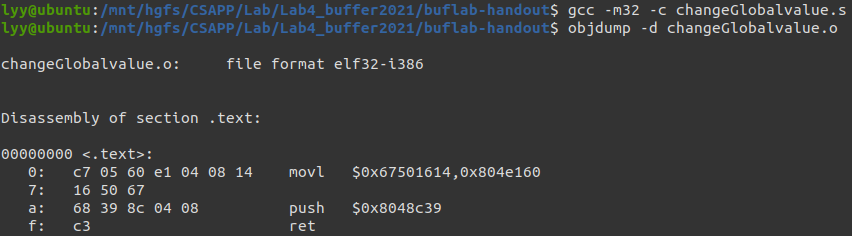 lyy@ubuntu:/mnt/hgfs/CSAPP/Lab/Lab4_buffer2021/buflab-handout$ gcc -m32 -c changeGlobalvalue.s
lyy@ubuntu:/mnt/hgfs/CSAPP/Lab/Lab4_buffer2021/buflab-handout$ objdump -d changeGlobalvalue.o
changeGlobalvalue.o:     file format elf32-i386
Disassembly of section .text:
00000000 <.text>:
   0:   c7 05 60 e1 04 08 14    movl   $0x67501614,0x804e160
   7:   16 50 67
   a:   68 39 8c 04 08          push   $0x8048c39
   f:   c3                      ret